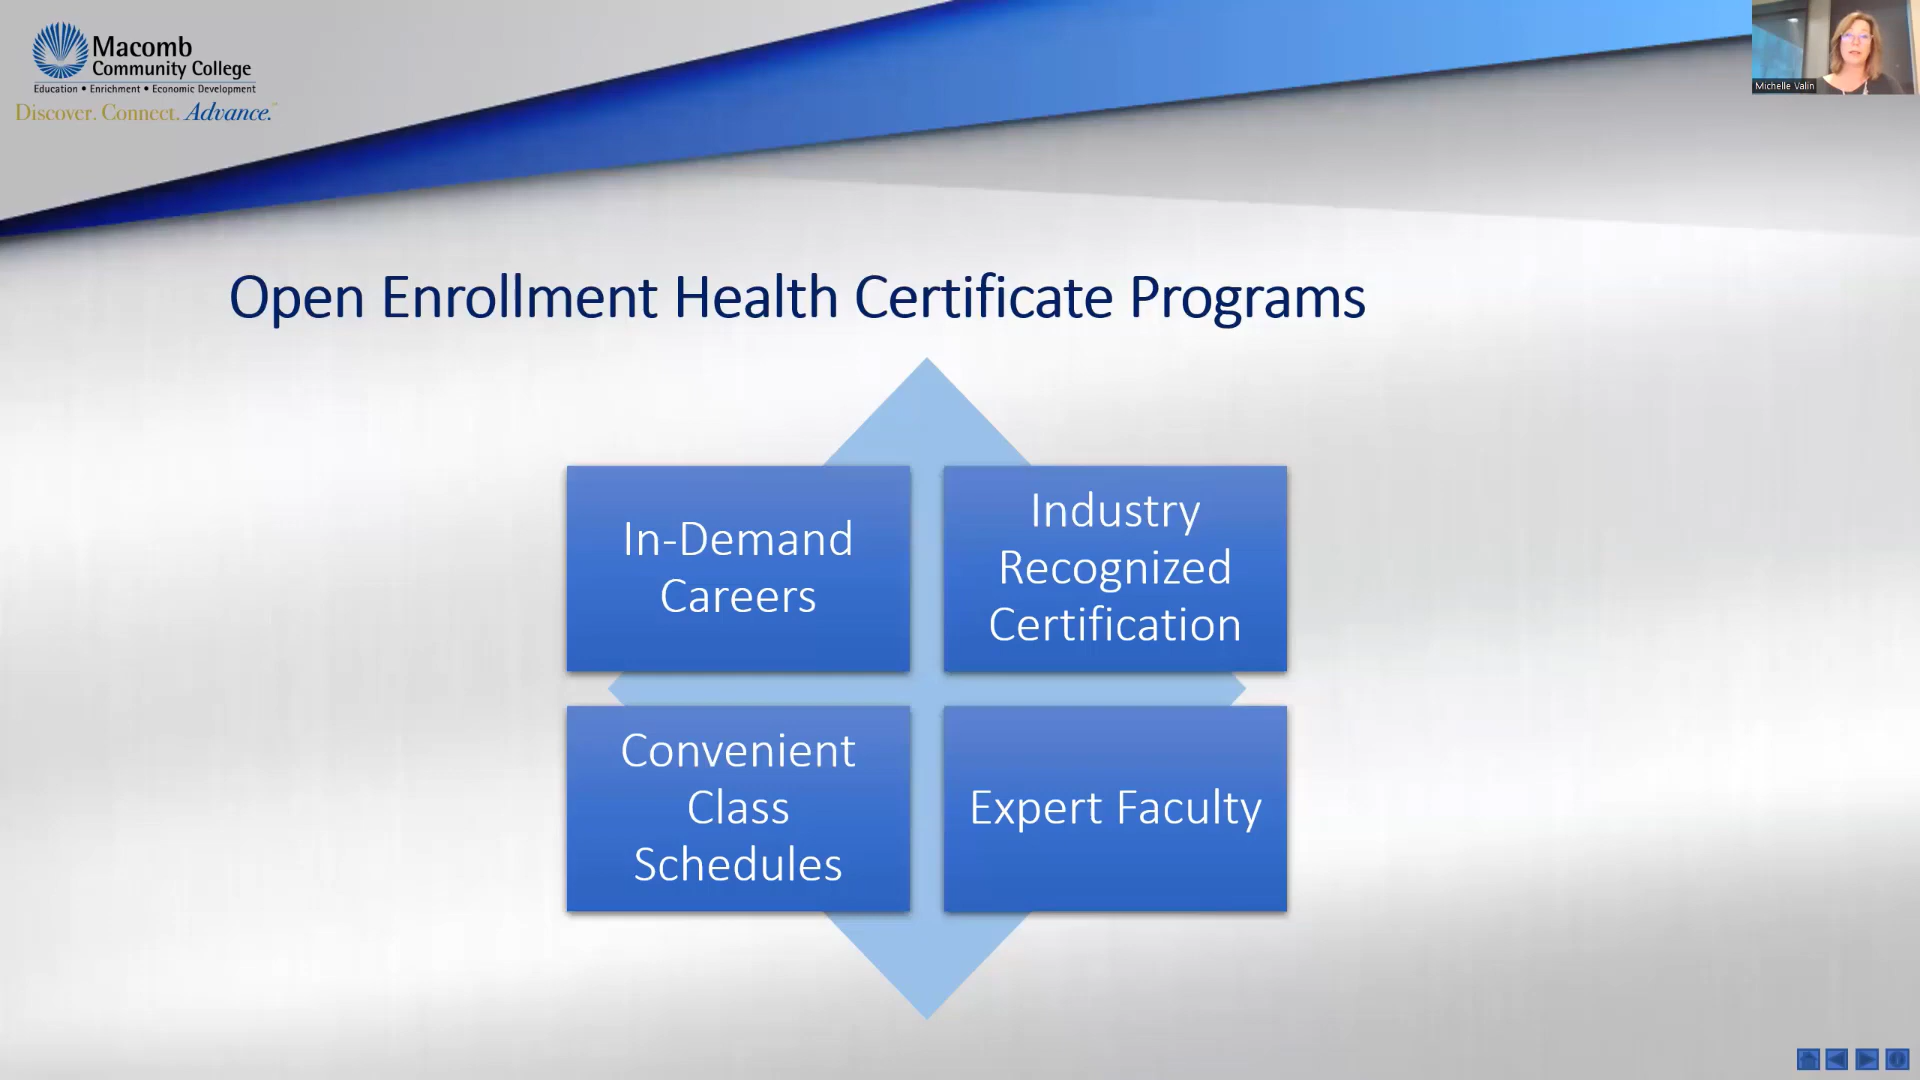 Macomb
Community College
Education • Enrichment • Economic Development
Discover. Connect. Advance.
Michelle Valin
Open Enrollment Health Certificate Programs
In-Demand
Careers
Industry
Recognized
Certification
Convenient
Class
Schedules
Expert Faculty